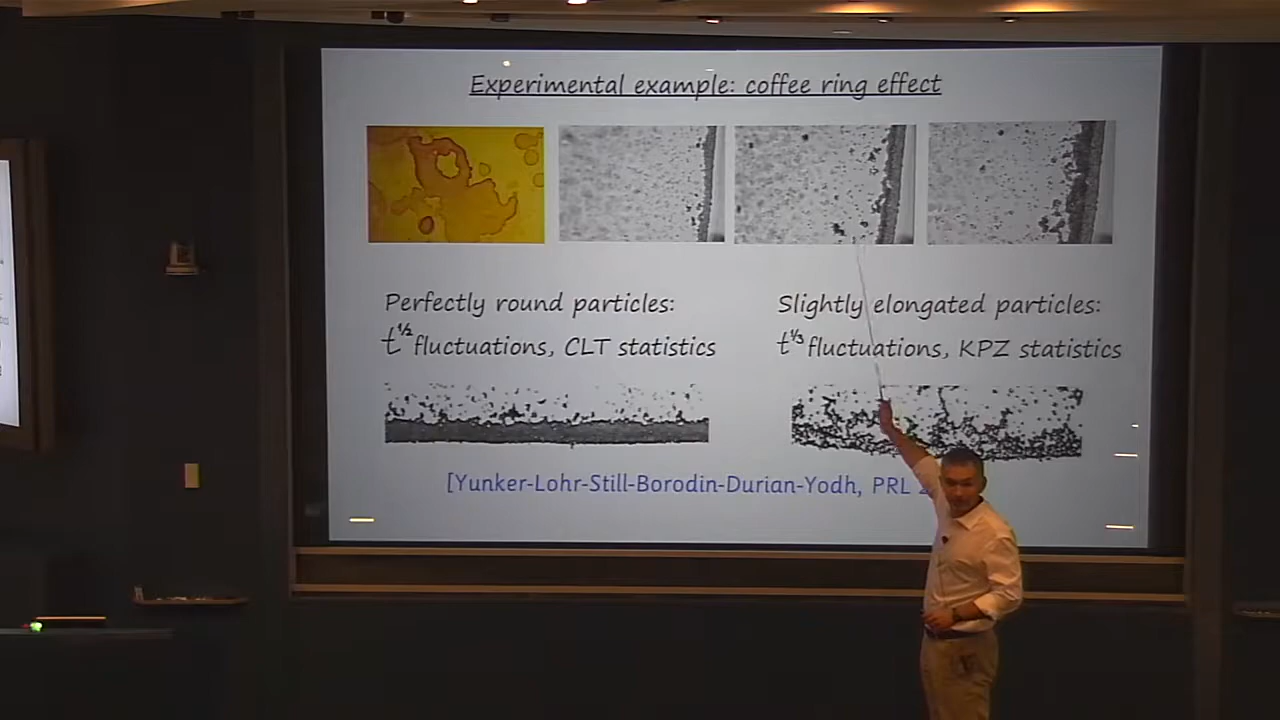 Experimental example: coffee ring effect
Perfectly round particles:
t^½ fluctuations, CLT statistics
Slightly elongated particles:
t^⅓ fluctuations, KPZ statistics
[Yunker-Lohr-Still-Borodin-Durian-Yodh, PRL